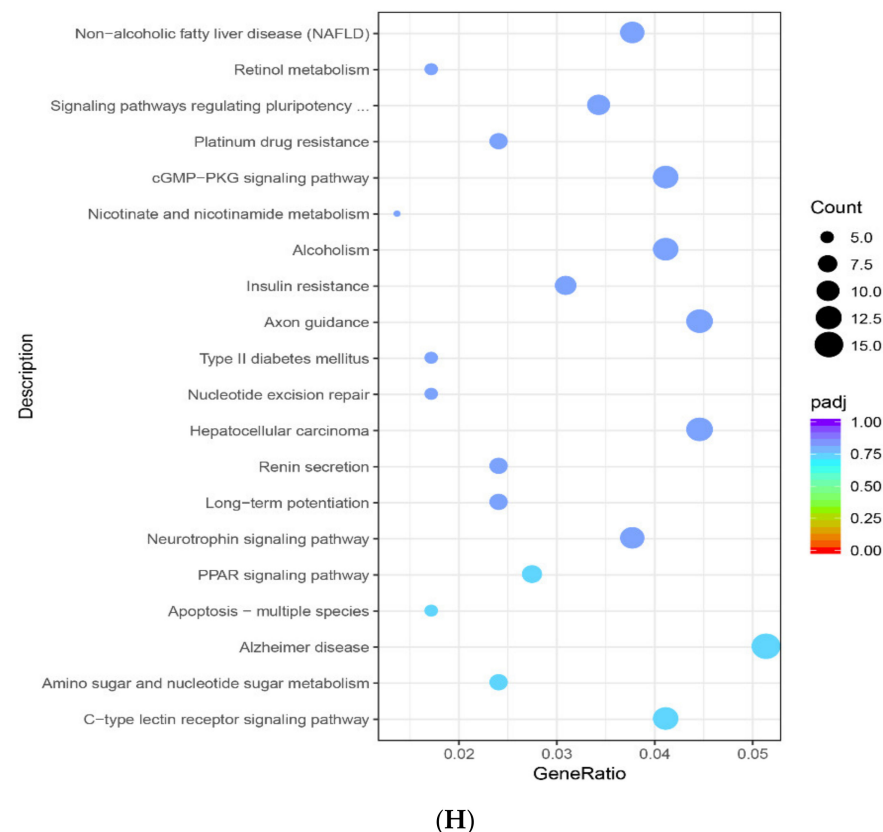 Non−alcoholic fatty liver disease (NAFLD)
Retinol metabolism
Signaling pathways regulating pluripotency ...
Platinum drug resistance
cGMP−PKG signaling pathway
Nicotinate and nicotinamide metabolism
Alcoholism
Insulin resistance
Axon guidance
Type II diabetes mellitus
Nucleotide excision repair
Hepatocellular carcinoma
Renin secretion
Long−term potentiation
Neurotrophin signaling pathway
PPAR signaling pathway
Apoptosis − multiple species
Alzheimer disease
Amino sugar and nucleotide sugar metabolism
C−type lectin receptor signaling pathway
Description
0.02 0.03 0.04 0.05
GeneRatio
Count
5.0
7.5
10.0
12.5
15.0
padj
1.00
0.75
0.50
0.25
0.00
(H)